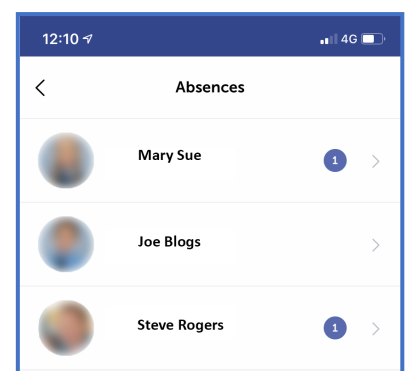 12:10 4G
Absences
Mary Sue 1
Joe Blogs
Steve Rogers 1